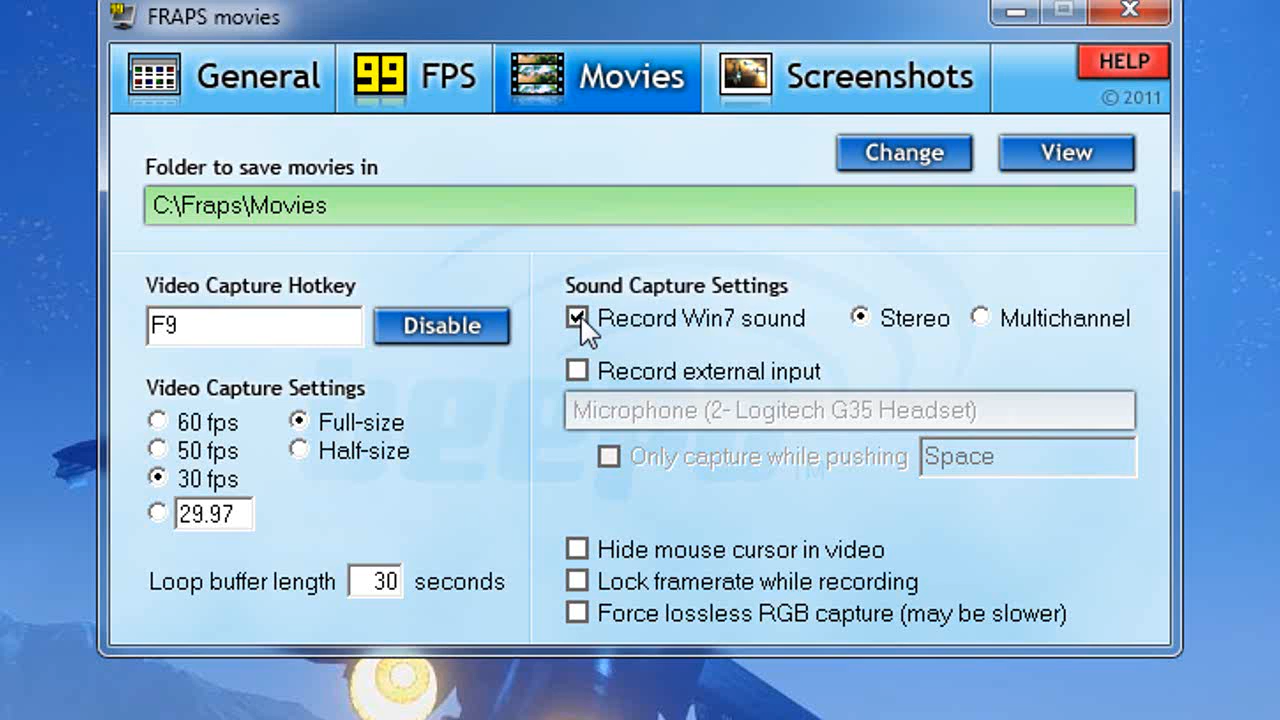 FRAPS movies
General
99 FPS
Movies
Screenshots
HELP
© 2011
Folder to save movies in
Change
View
C:\Fraps\Movies
Video Capture Hotkey
F9
Disable
Video Capture Settings
60 fps
Full-size
50 fps
Half-size
30 fps
29.97
Loop buffer length 30 seconds
Sound Capture Settings
Record Win7 sound
Stereo
Multichannel
Record external input
Microphone (2- Logitech G35 Headset)
Only capture while pushing
Space
Hide mouse cursor in video
Lock framerate while recording
Force lossless RGB capture (may be slower)